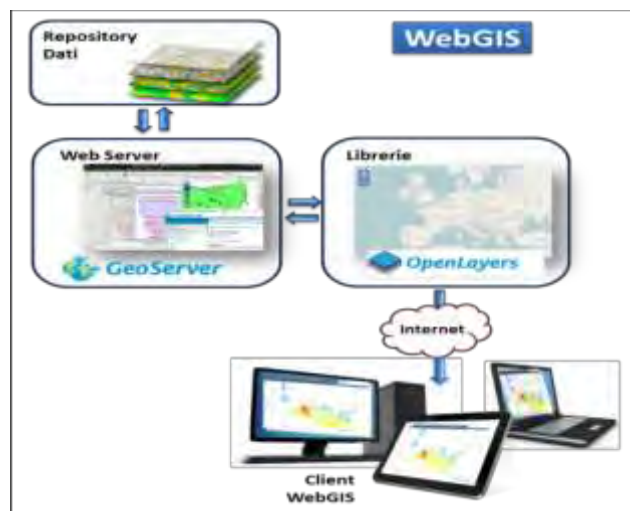 Repository
Dati
WebGIS
Web Server
GeoServer
Librerie
OpenLayers
Internet
Client
WebGIS